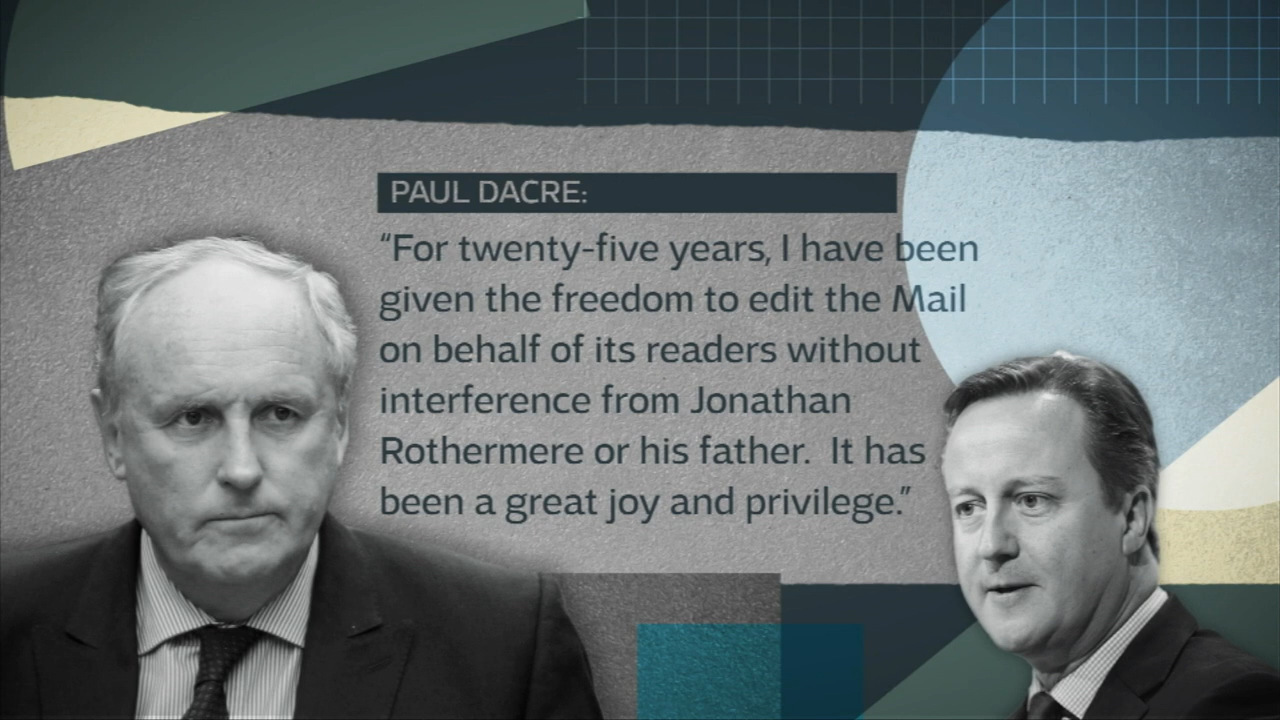 PAUL DACRE:
“For twenty-five years, I have been
given the freedom to edit the Mail
on behalf of its readers without
interference from Jonathan
Rothermere or his father.  It has
been a great joy and privilege.”